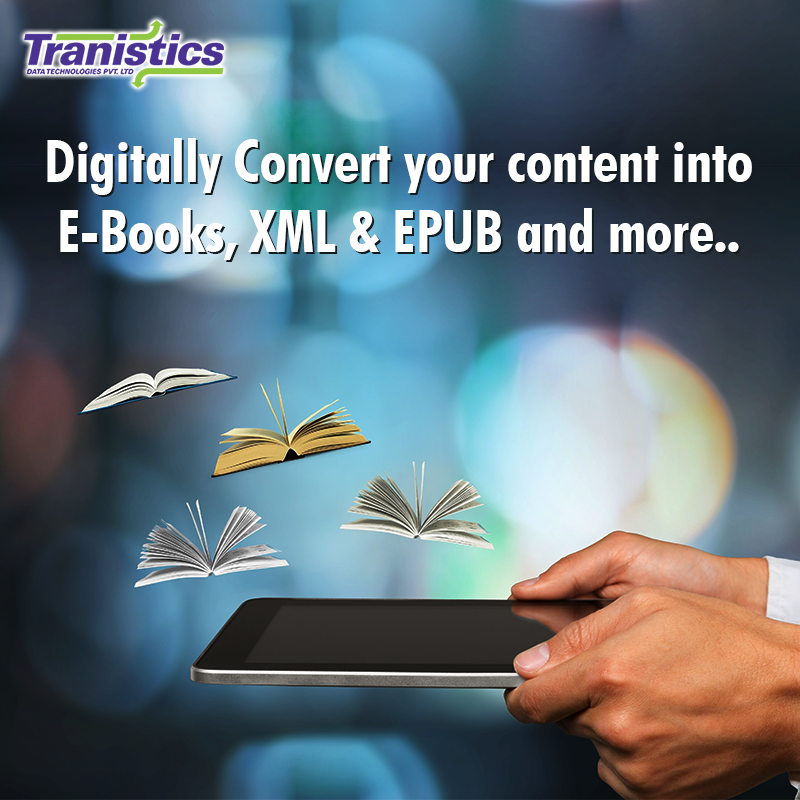 Tranistics
DATA TECHNOLOGIES PVT. LTD
Digitally Convert your content into
E-Books, XML & EPUB and more..